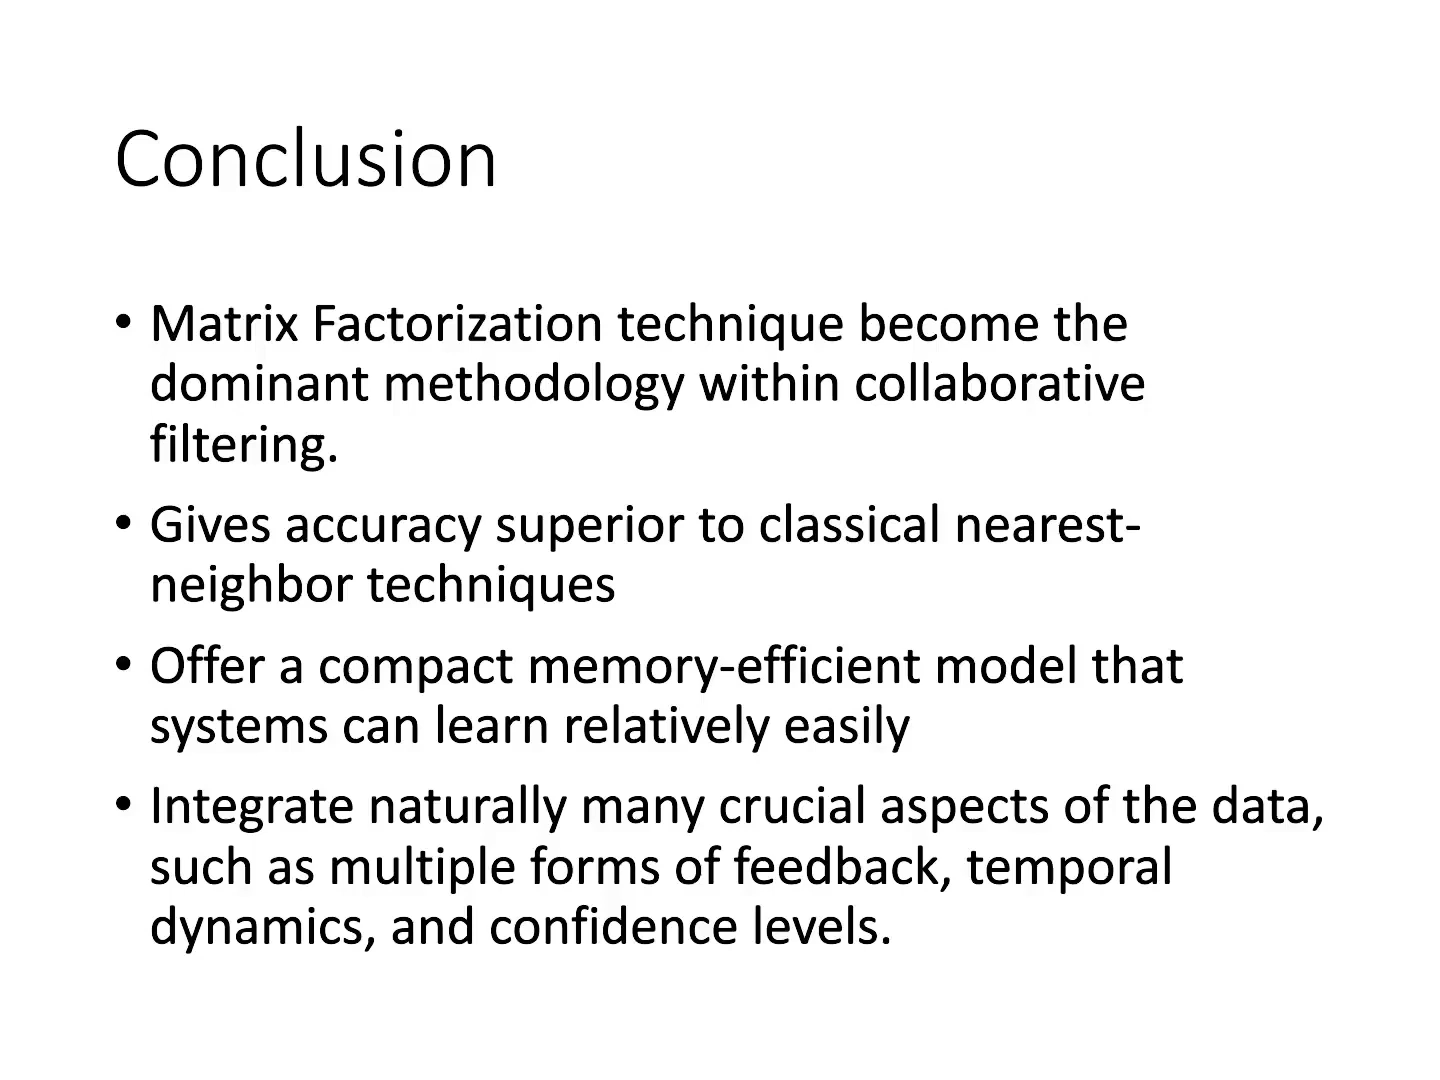 Conclusion
• Matrix Factorization technique become the
dominant methodology within collaborative
filtering.
• Gives accuracy superior to classical nearest-
neighbor techniques
• Offer a compact memory-efficient model that
systems can learn relatively easily
• Integrate naturally many crucial aspects of the data,
such as multiple forms of feedback, temporal
dynamics, and confidence levels.